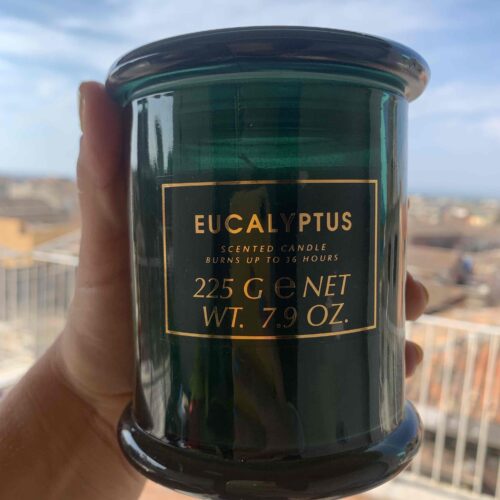 EUCALYPTUS
SCENTED CANDLE
BURNS UP TO 36 HOURS
225 G ℮ NET
WT. 7.9 OZ.